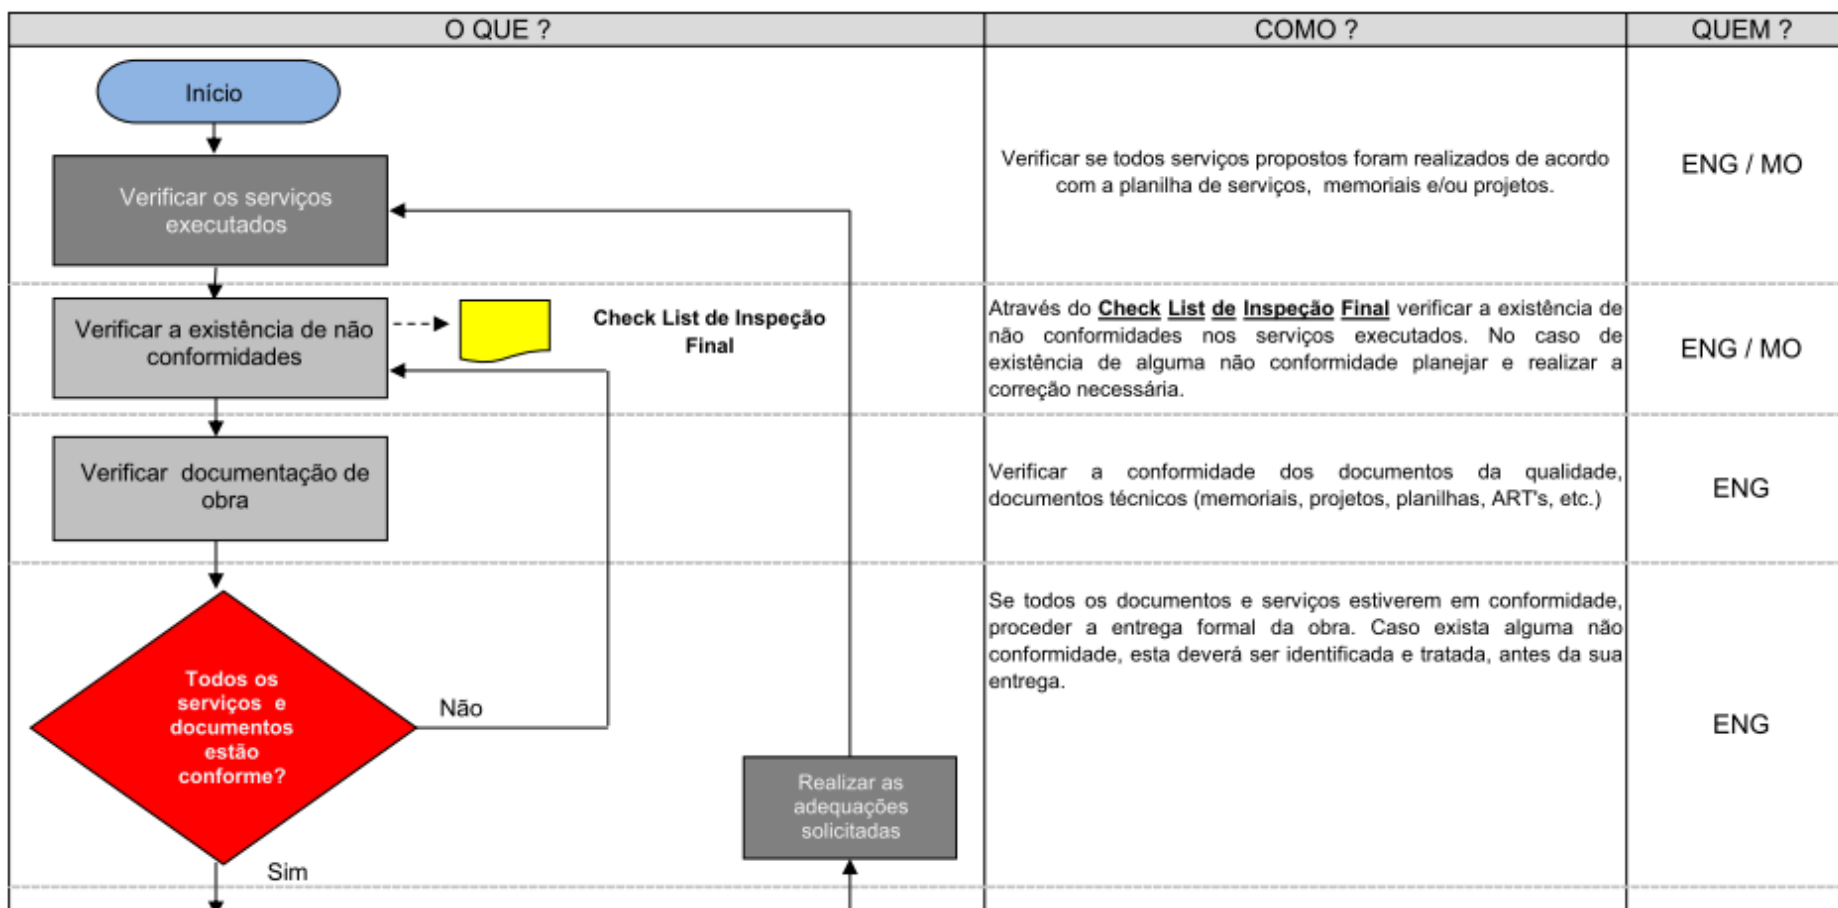 O QUE ?
COMO ?
QUEM ?
Início
Verificar os serviços
executados
Verificar se todos serviços propostos foram realizados de acordo
com a planilha de serviços, memoriais e/ou projetos.
ENG / MO
Verificar a existência de não
conformidades
Check List de Inspeção
Final
Através do Check List de Inspeção Final verificar a existência de
não conformidades nos serviços executados. No caso de
existência de alguma não conformidade planejar e realizar a
correção necessária.
ENG / MO
Verificar documentação de
obra
Verificar a conformidade dos documentos da qualidade,
documentos técnicos (memoriais, projetos, planilhas, ART's, etc.)
ENG
Todos os
serviços e
documentos
estão
conforme?
Não
Sim
Realizar as
adequações
solicitadas
Se todos os documentos e serviços estiverem em conformidade,
proceder a entrega formal da obra. Caso exista alguma não
conformidade, esta deverá ser identificada e tratada, antes da sua
entrega.
ENG